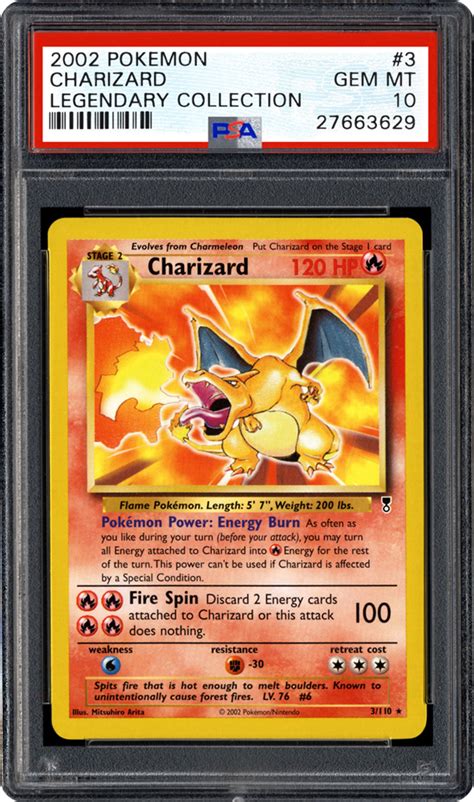 2002 POKEMON #3
CHARIZARD GEM MT
LEGENDARY COLLECTION 10
PSA 27663629
Evolves from Charmeleon Put Charizard on the Stage 1 card
STAGE 2
Charizard 120 HP
Flame Pokémon. Length: 5' 7", Weight: 200 lbs.
Pokémon Power: Energy Burn As often as
you like during your turn (before your attack), you may turn
all Energy attached to Charizard into Energy for the rest
of the turn. This power can't be used if Charizard is affected
by a Special Condition.
Fire Spin Discard 2 Energy cards
attached to Charizard or this attack 100
does nothing.
weakness resistance retreat cost
-30
Spits fire that is hot enough to melt boulders. Known to
unintentionally cause forest fires. LV. 76 #6
Illus. Mitsuhiro Arita © 2002 Pokémon/Nintendo 3/110 ★